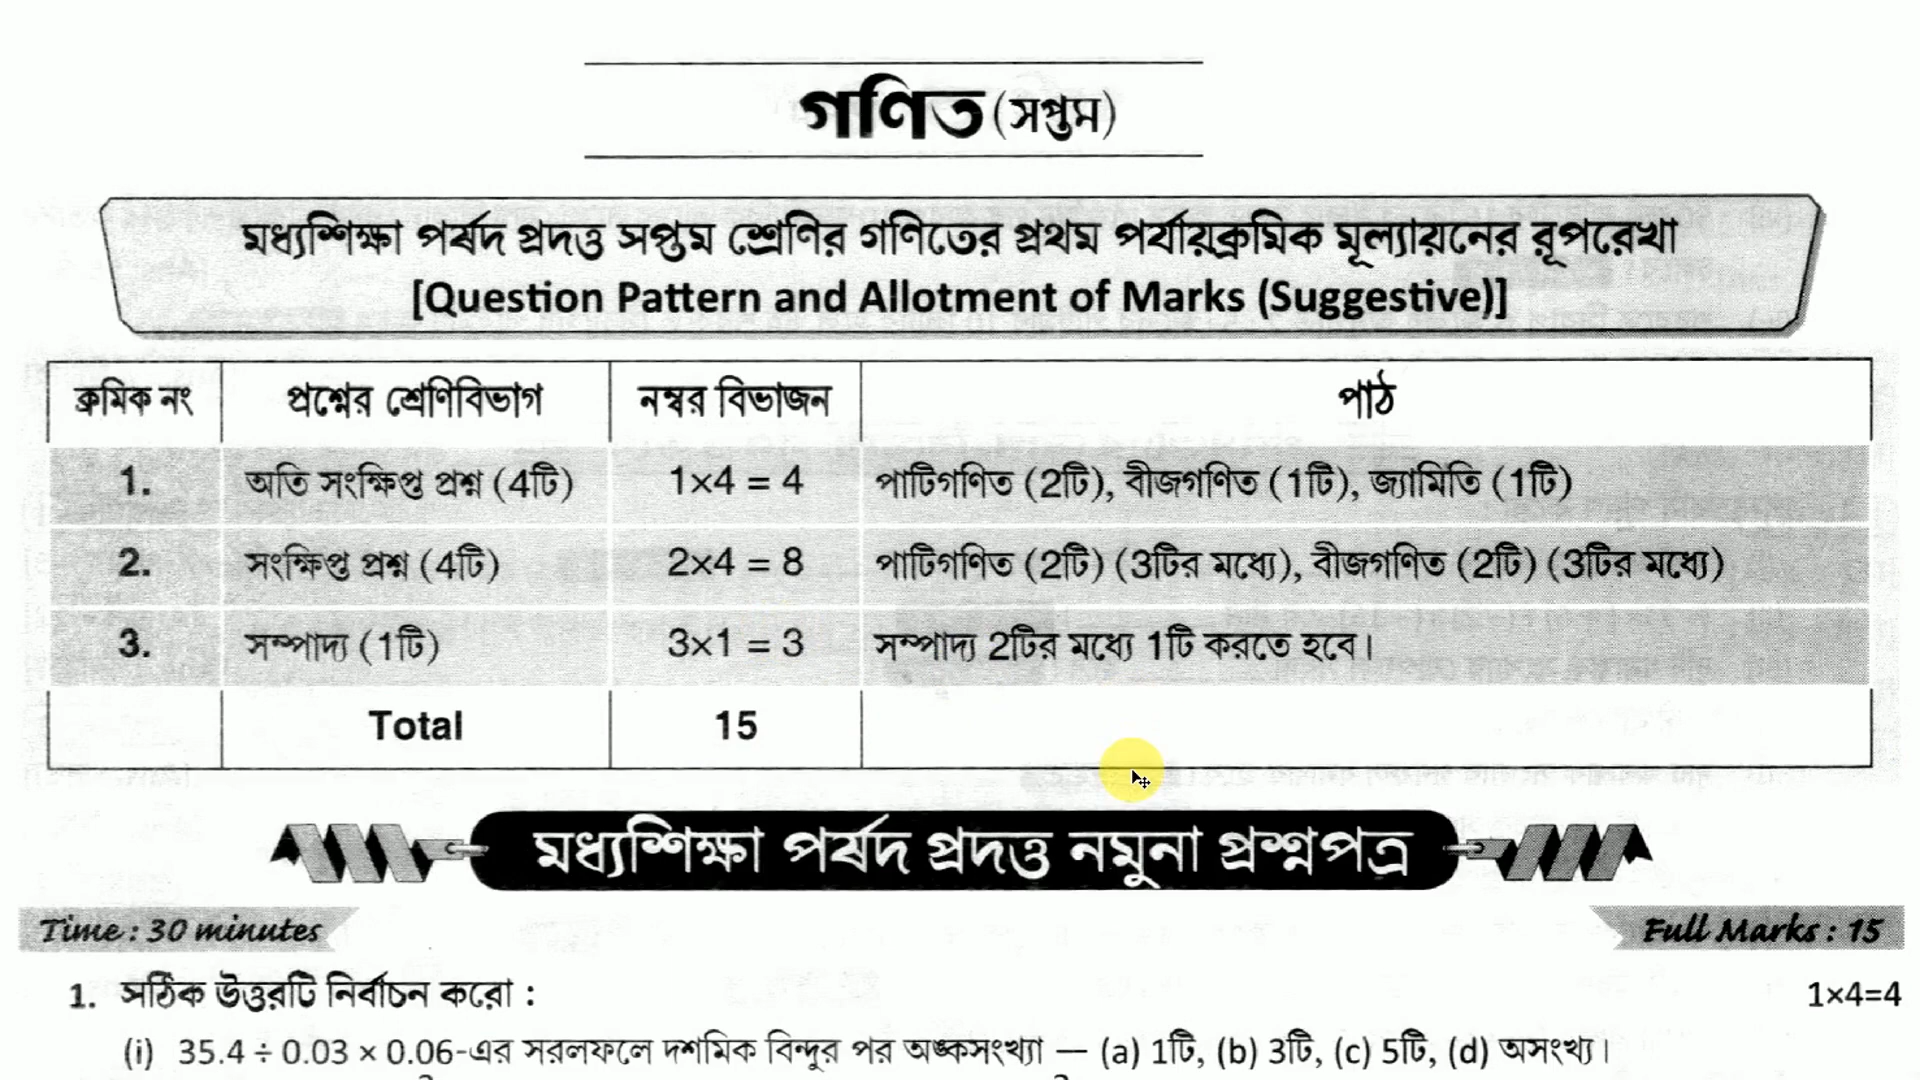 গণিত (সপ্তম)
মধ্যশিক্ষা পর্ষদ প্রদত্ত সপ্তম শ্রেণির গণিতের প্রথম পর্যায়ক্রমিক মূল্যায়নের রূপরেখা
[Question Pattern and Allotment of Marks (Suggestive)]
ক্রমিক নং প্রশ্নের শ্রেণিবিভাগ নম্বর বিভাজন পাঠ
1. অতি সংক্ষিপ্ত প্রশ্ন (4টি) 1×4 = 4 পাটিগণিত (2টি), বীজগণিত (1টি), জ্যামিতি (1টি)
2. সংক্ষিপ্ত প্রশ্ন (4টি) 2×4 = 8 পাটিগণিত (2টি) (3টির মধ্যে), বীজগণিত (2টি) (3টির মধ্যে)
3. সম্পাদ্য (1টি) 3×1 = 3 সম্পাদ্য 2টির মধ্যে 1টি করতে হবে।
Total 15
মধ্যশিক্ষা পর্ষদ প্রদত্ত নমুনা প্রশ্নপত্র
Time : 30 minutes Full Marks : 15
1. সঠিক উত্তরটি নির্বাচন করো : 1×4=4
(i) 35.4 ÷ 0.03 × 0.06-এর সরলফলে দশমিক বিন্দুর পর অঙ্কসংখ্যা — (a) 1টি, (b) 3টি, (c) 5টি, (d) অসংখ্য।